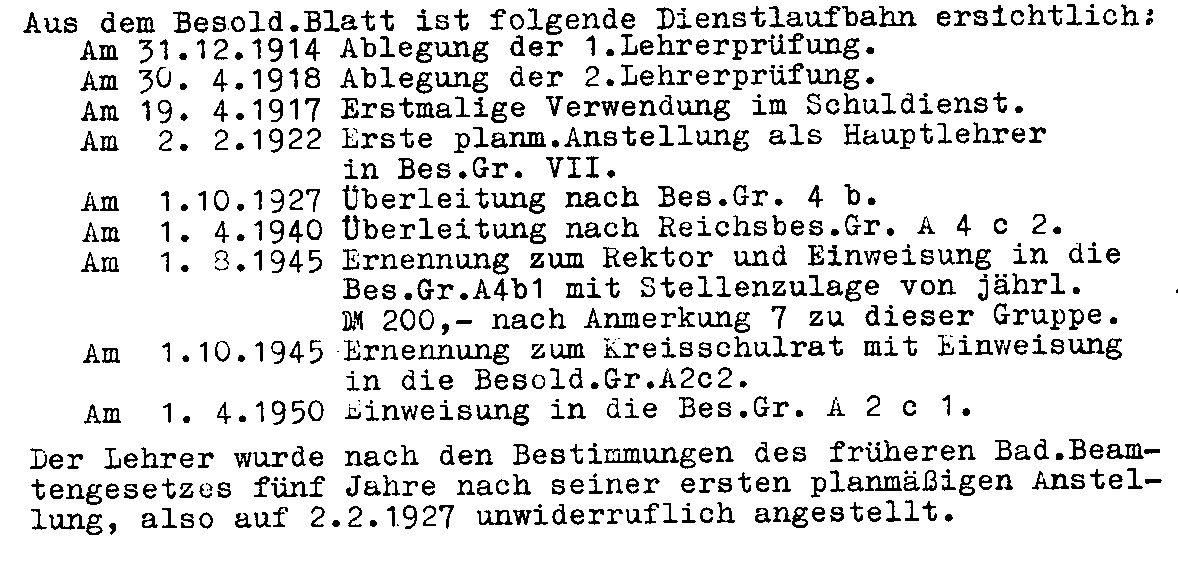 Aus dem Besold.Blatt ist folgende Dienstlaufbahn ersichtlich:
Am 31.12.1914 Ablegung der 1.Lehrerprüfung.
Am 30. 4.1918 Ablegung der 2.Lehrerprüfung.
Am 19. 4.1917 Erstmalige Verwendung im Schuldienst.
Am 2. 2.1922 Erste planm.Anstellung als Hauptlehrer
in Bes.Gr. VII.
Am 1.10.1927 Überleitung nach Bes.Gr. 4 b.
Am 1. 4.1940 Überleitung nach Reichsbes.Gr. A 4 c 2.
Am 1. 8.1945 Ernennung zum Rektor und Einweisung in die
Bes.Gr.A4b1 mit Stellenzulage von jährl.
DM 200,- nach Anmerkung 7 zu dieser Gruppe.
Am 1.10.1945 Ernennung zum Kreisschulrat mit Einweisung
in die Besold.Gr.A2c2.
Am 1. 4.1950 Einweisung in die Bes.Gr. A 2 c 1.
Der Lehrer wurde nach den Bestimmungen des früheren Bad.Beam-
tengesetzes fünf Jahre nach seiner ersten planmäßigen Anstel-
lung, also auf 2.2.1927 unwiderruflich angestellt.